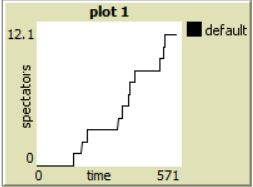 plot 1
12.1
default
spectators
0
0 time 571